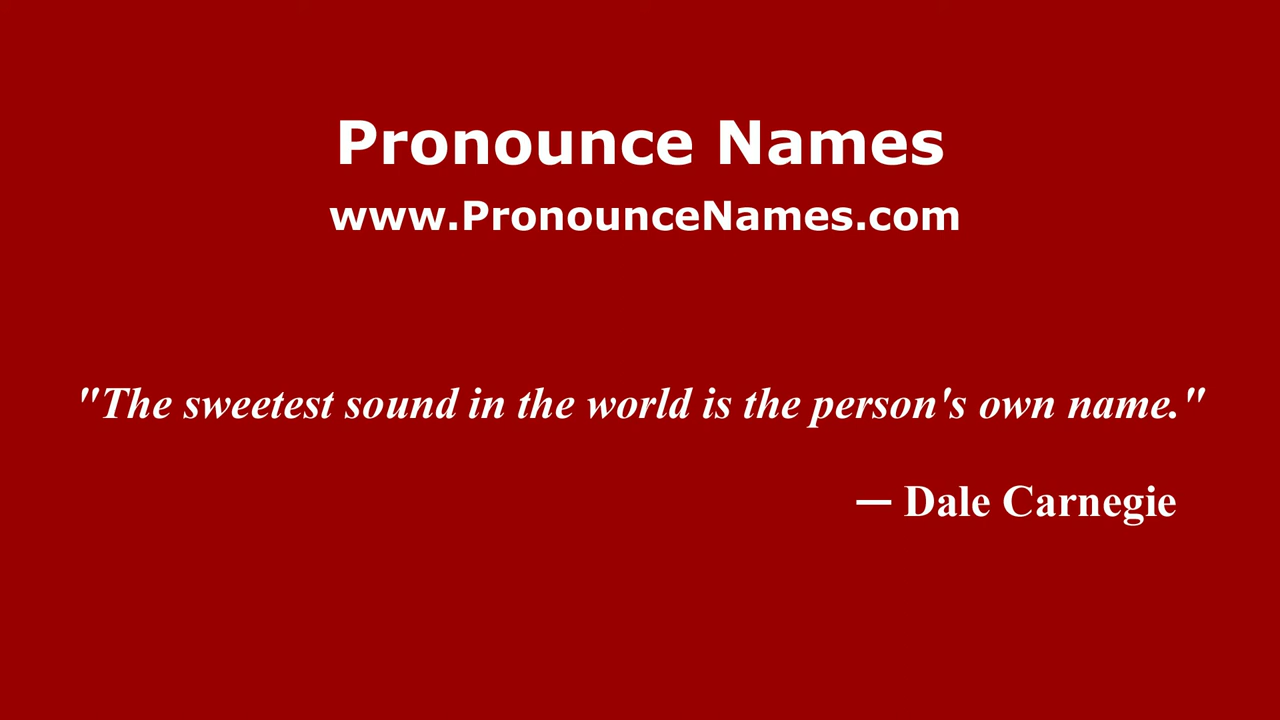 Pronounce Names
www.PronounceNames.com
"The sweetest sound in the world is the person's own name."
— Dale Carnegie